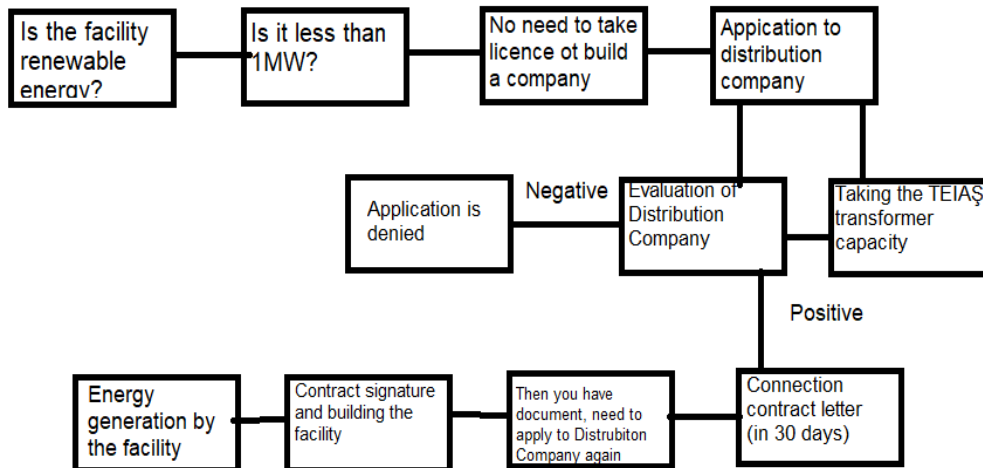 Is the facility
renewable
energy?
Is it less than
1MW?
No need to take
licence ot build
a company
Appication to
distribution
company
Negative
Application is
denied
Evaluation of
Distribution
Company
Taking the TEIAŞ
transformer
capacity
Positive
Connection
contract letter
(in 30 days)
Then you have
document, need to
apply to Distrubiton
Company again
Contract signature
and building the
facility
Energy
generation by
the facility